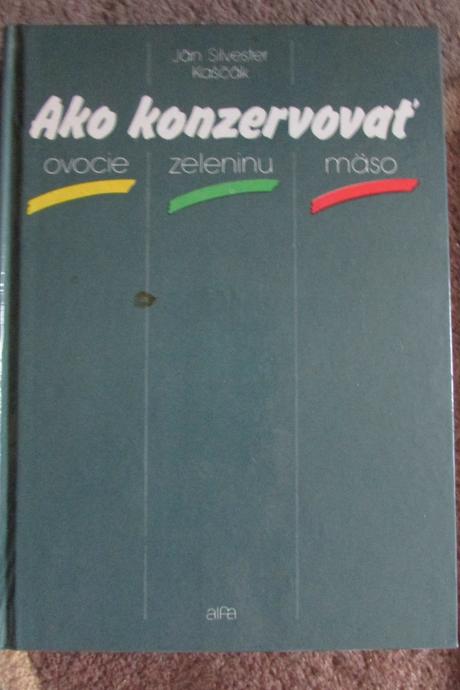 Ján Silvester
Kaščák
Ako konzervovať
ovocie zeleninu mäso
alfa